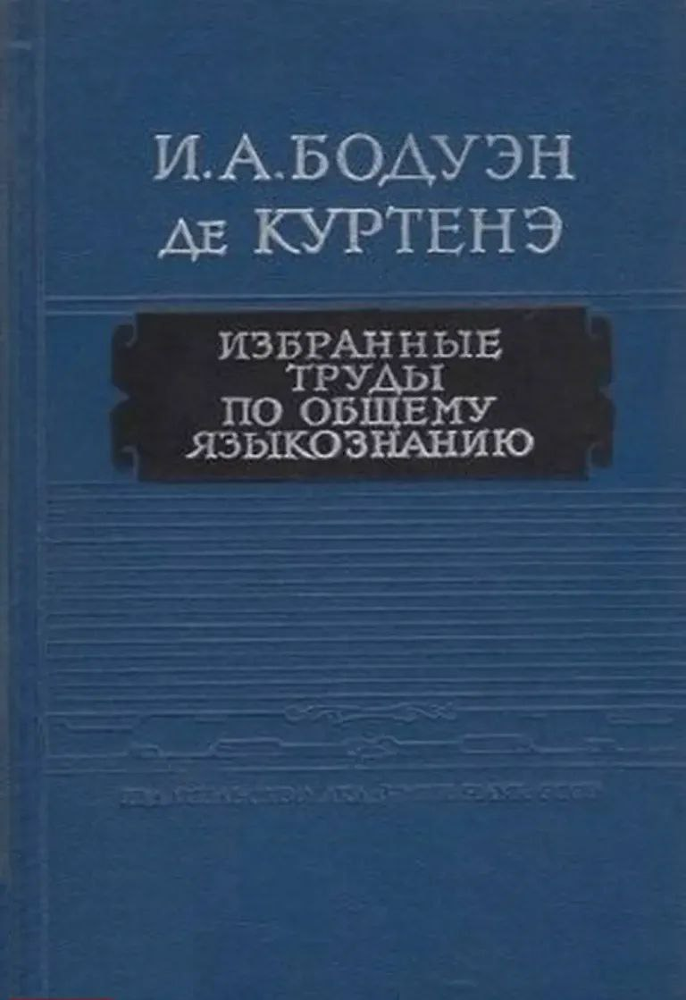 И. А. БОДУЭН
ДЕ КУРТЕНЭ
ИЗБРАННЫЕ
ТРУДЫ
ПО ОБЩЕМУ
ЯЗЫКОЗНАНИЮ